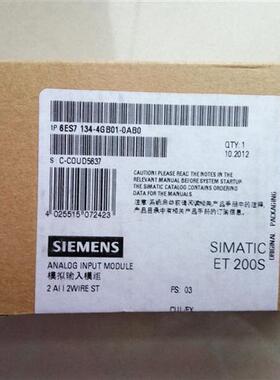 1P 6ES7 134-4GB01-0AB0
QTY: 1
10.2012
S C-COUD5637
CAUTION! PLEASE READ THE NOTES IN THE
RELEVANT MANUAL BEFORE SYSTEM STARTUP
THE SIMATIC CATALOG CONTAINS ORDERING
DATA FOR THE MANUALS
4 025515 072423
ORIGINAL PACKAGING
SIEMENS
SIMATIC
ET 200S
ANALOG INPUT MODULE
模拟输入模组
2 AI I 2WIRE ST
FS: 03